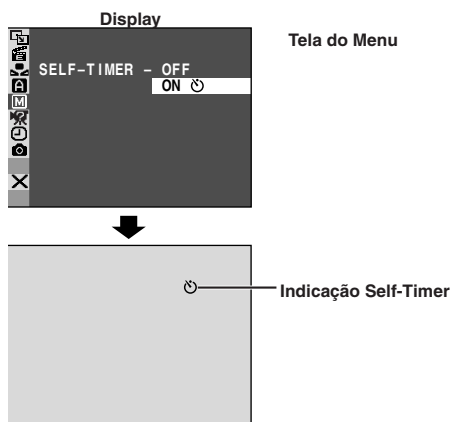 Display
Tela do Menu
SELF-TIMER – OFF
ON
A
M
Indicação Self-Timer